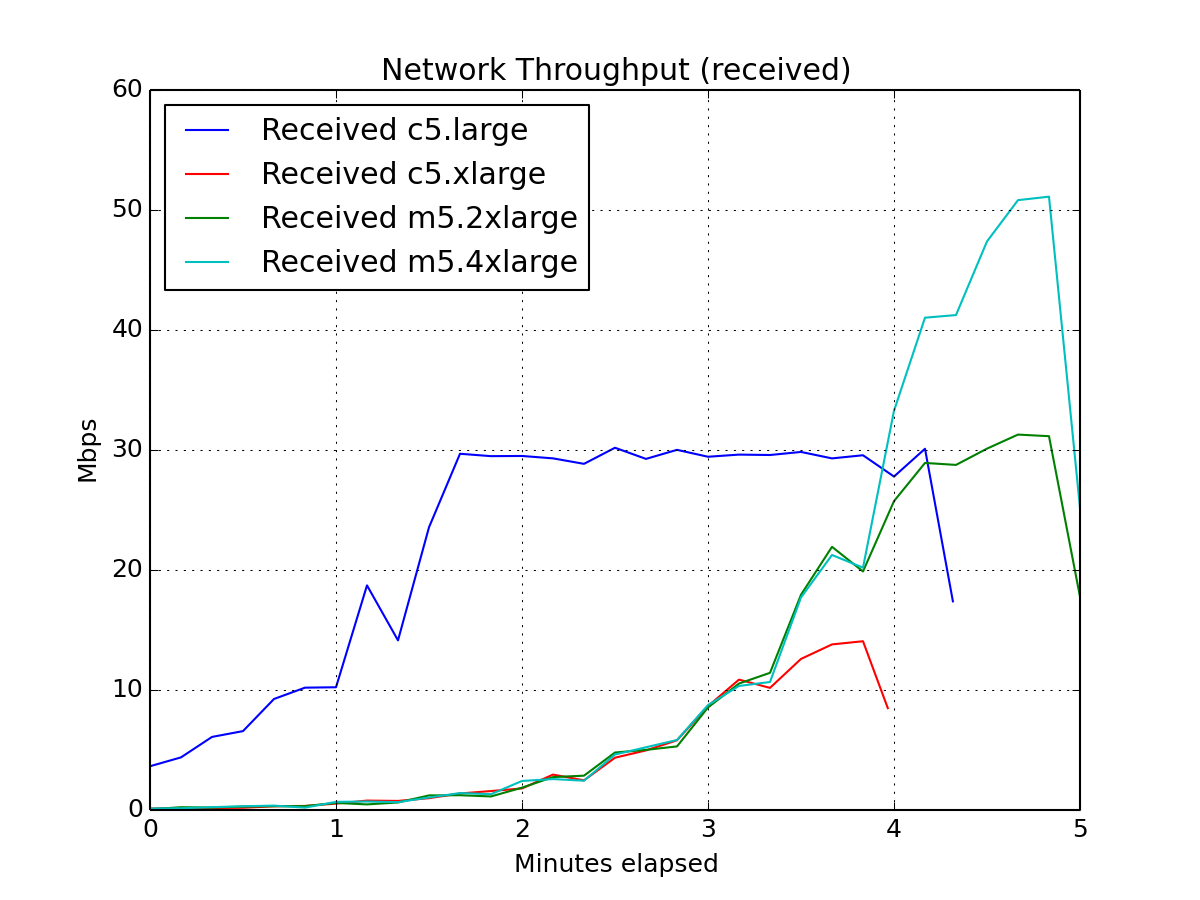 Network Throughput (received)
60
50
40
30
20
10
0
Mbps
Received c5.large
Received c5.xlarge
Received m5.2xlarge
Received m5.4xlarge
0 1 2 3 4 5
Minutes elapsed